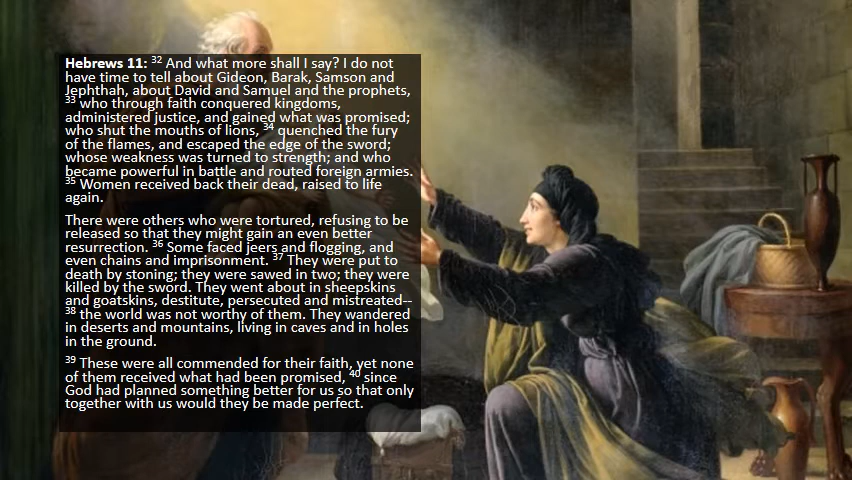 Hebrews 11: 32 And what more shall I say? I do not
have time to tell about Gideon, Barak, Samson and
Jephthah, about David and Samuel and the prophets,
33 who through faith conquered kingdoms,
administered justice, and gained what was promised;
who shut the mouths of lions, 34 quenched the fury
of the flames, and escaped the edge of the sword;
whose weakness was turned to strength; and who
became powerful in battle and routed foreign armies.
35 Women received back their dead, raised to life
again.
There were others who were tortured, refusing to be
released so that they might gain an even better
resurrection. 36 Some faced jeers and flogging, and
even chains and imprisonment. 37 They were put to
death by stoning; they were sawed in two; they were
killed by the sword. They went about in sheepskins
and goatskins, destitute, persecuted and mistreated--
38 the world was not worthy of them. They wandered
in deserts and mountains, living in caves and in holes
in the ground.
39 These were all commended for their faith, yet none
of them received what had been promised, 40 since
God had planned something better for us so that only
together with us would they be made perfect.